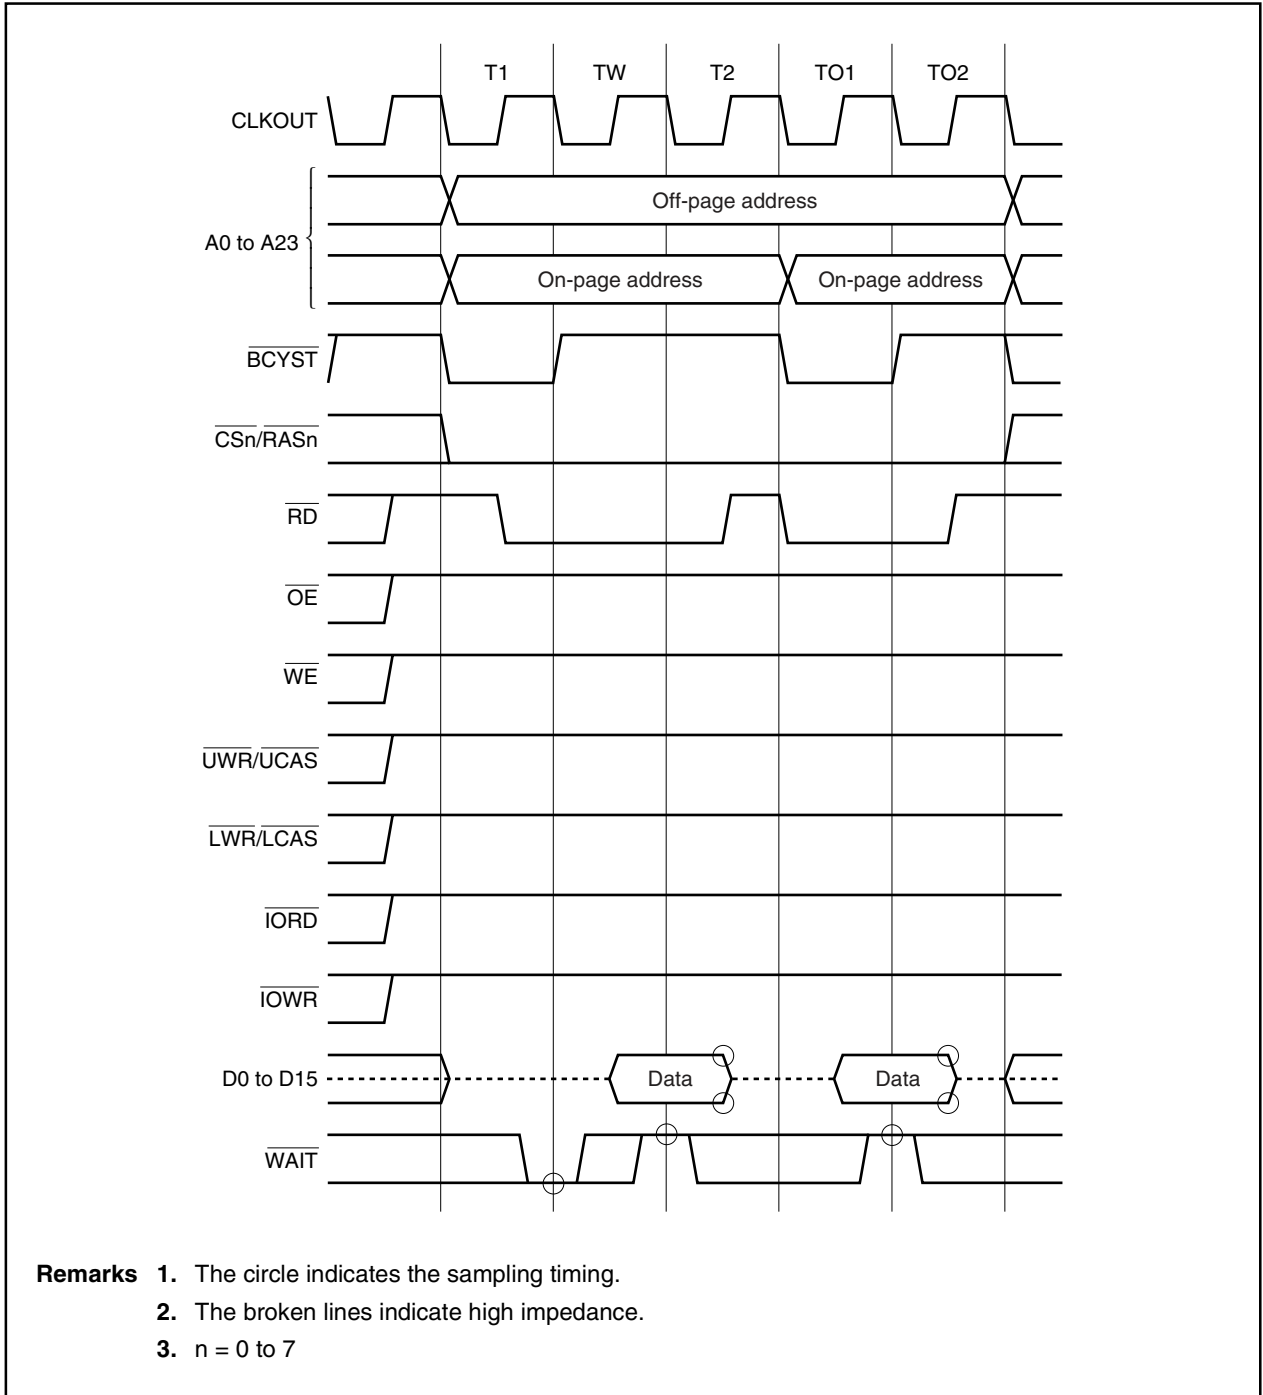 T1 TW T2 TO1 TO2
CLKOUT
Off-page address
A0 to A23
On-page address On-page address
BCYST
CSn/RASn
RD
OE
WE
UWR/UCAS
LWR/LCAS
IORD
IOWR
D0 to D15 Data Data
WAIT
Remarks 1. The circle indicates the sampling timing.
2. The broken lines indicate high impedance.
3. n = 0 to 7